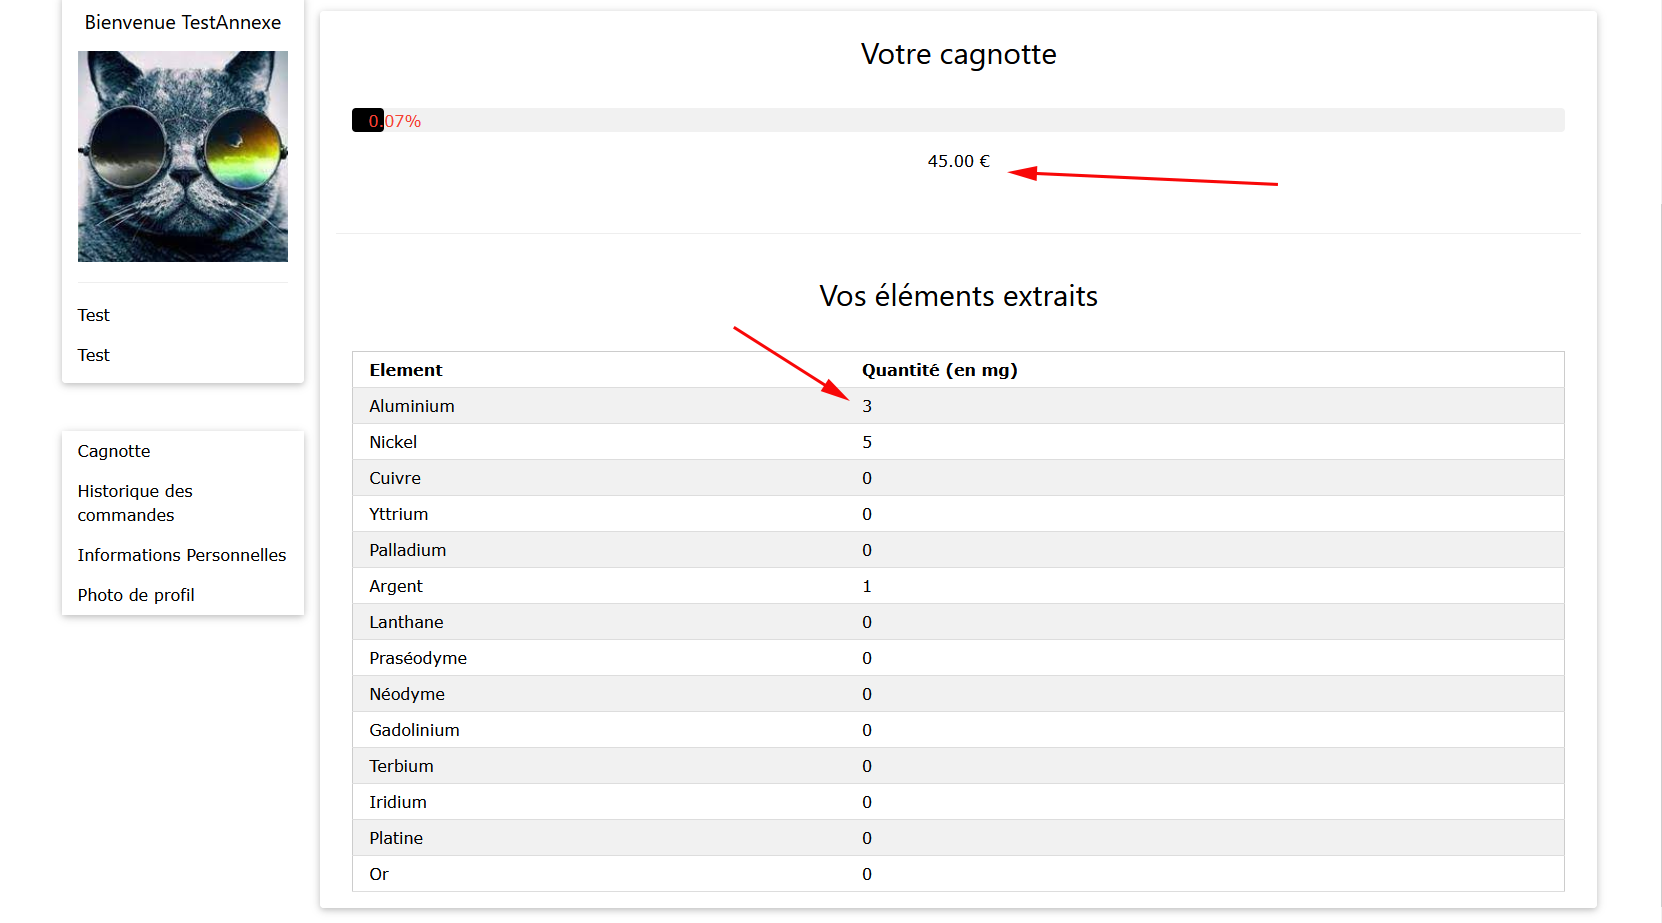 Bienvenue TestAnnexe
Test
Test
Cagnotte
Historique des
commandes
Informations Personnelles
Photo de profil
Votre cagnotte
0.07%
45.00 €
Vos éléments extraits
Element Quantité (en mg)
Aluminium 3
Nickel 5
Cuivre 0
Yttrium 0
Palladium 0
Argent 1
Lanthane 0
Praséodyme 0
Néodyme 0
Gadolinium 0
Terbium 0
Iridium 0
Platine 0
Or 0